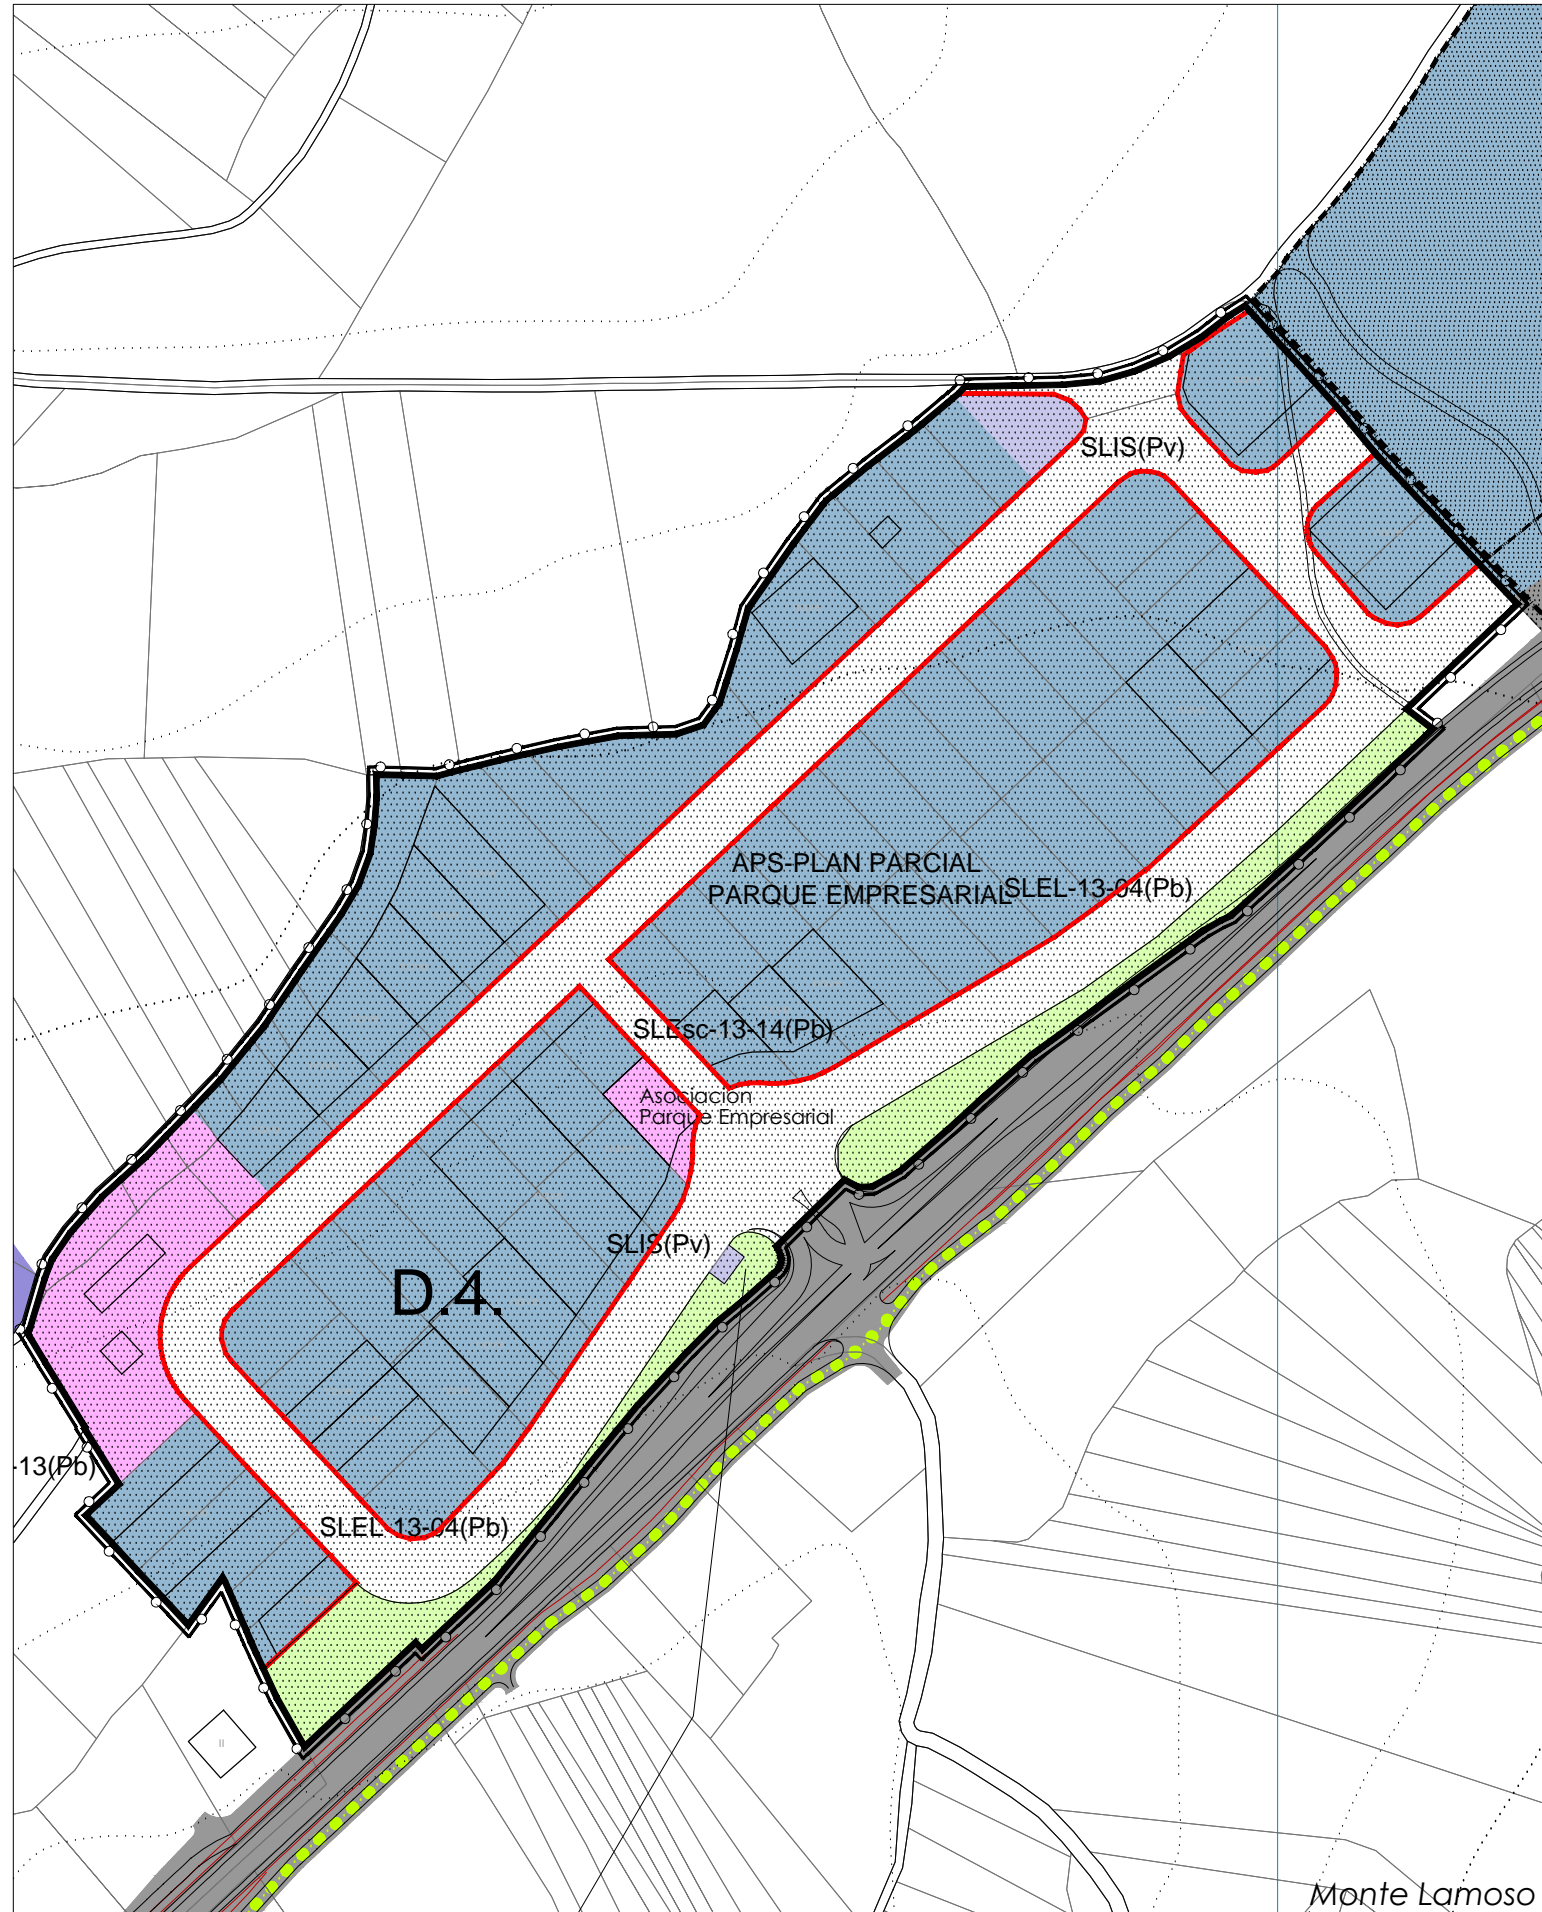 SLIS(Pv)
APS-PLAN PARCIAL
PARQUE EMPRESARIAL
SLEL-13-04(Pb)
SLEsc-13-14(Pb)
Asociacion
Parque Empresarial
SLIS(Pv)
D.4.
-13(Pb)
SLEL-13-04(Pb)
II
Monte Lamoso